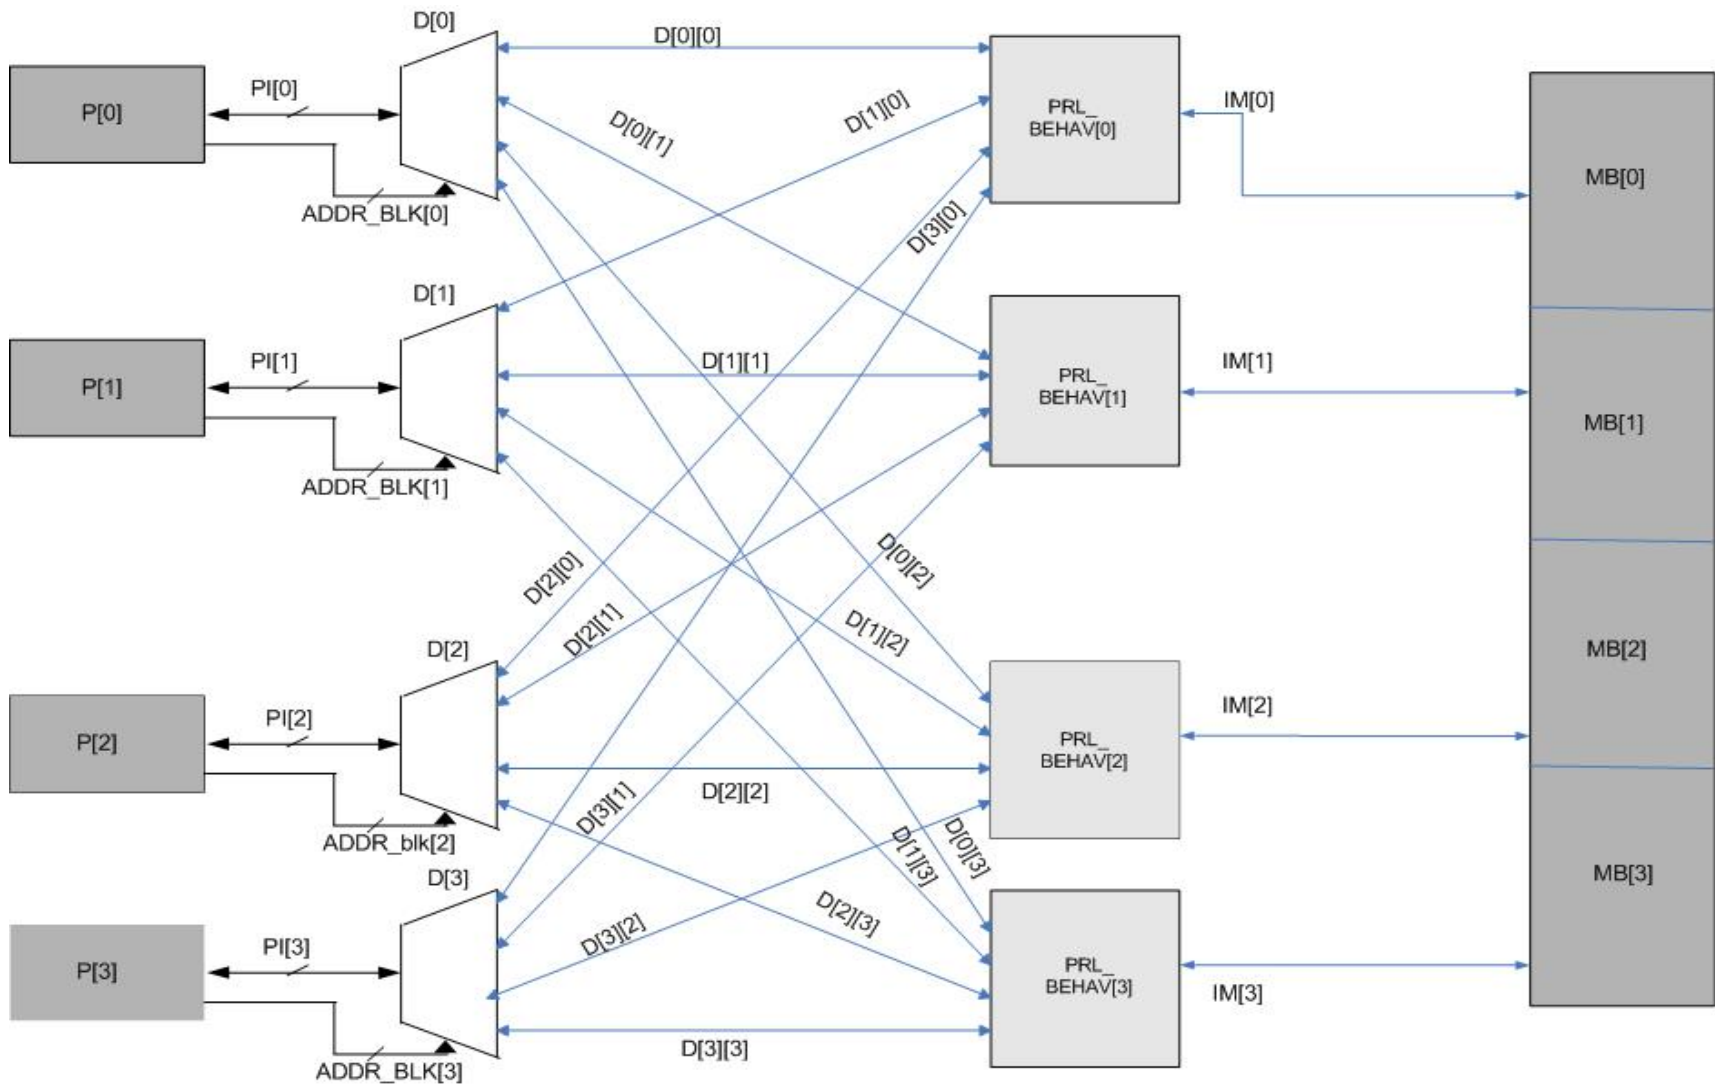 D[0]
D[0][0]
P[0]
PI[0]
ADDR_BLK[0]
D[0][1]
D[1][0]
PRL_
BEHAV[0]
IM[0]
MB[0]
D[3][0]
D[1]
P[1]
PI[1]
ADDR_BLK[1]
D[1][1]
PRL_
BEHAV[1]
IM[1]
MB[1]
D[2][0]
D[0][2]
D[2][1]
D[1][2]
D[2]
P[2]
PI[2]
ADDR_blk[2]
D[2][2]
PRL_
BEHAV[2]
IM[2]
MB[2]
D[3][1]
D[1][3]
D[0][3]
D[3]
P[3]
PI[3]
ADDR_BLK[3]
D[3][2]
D[2][3]
D[3][3]
PRL_
BEHAV[3]
IM[3]
MB[3]